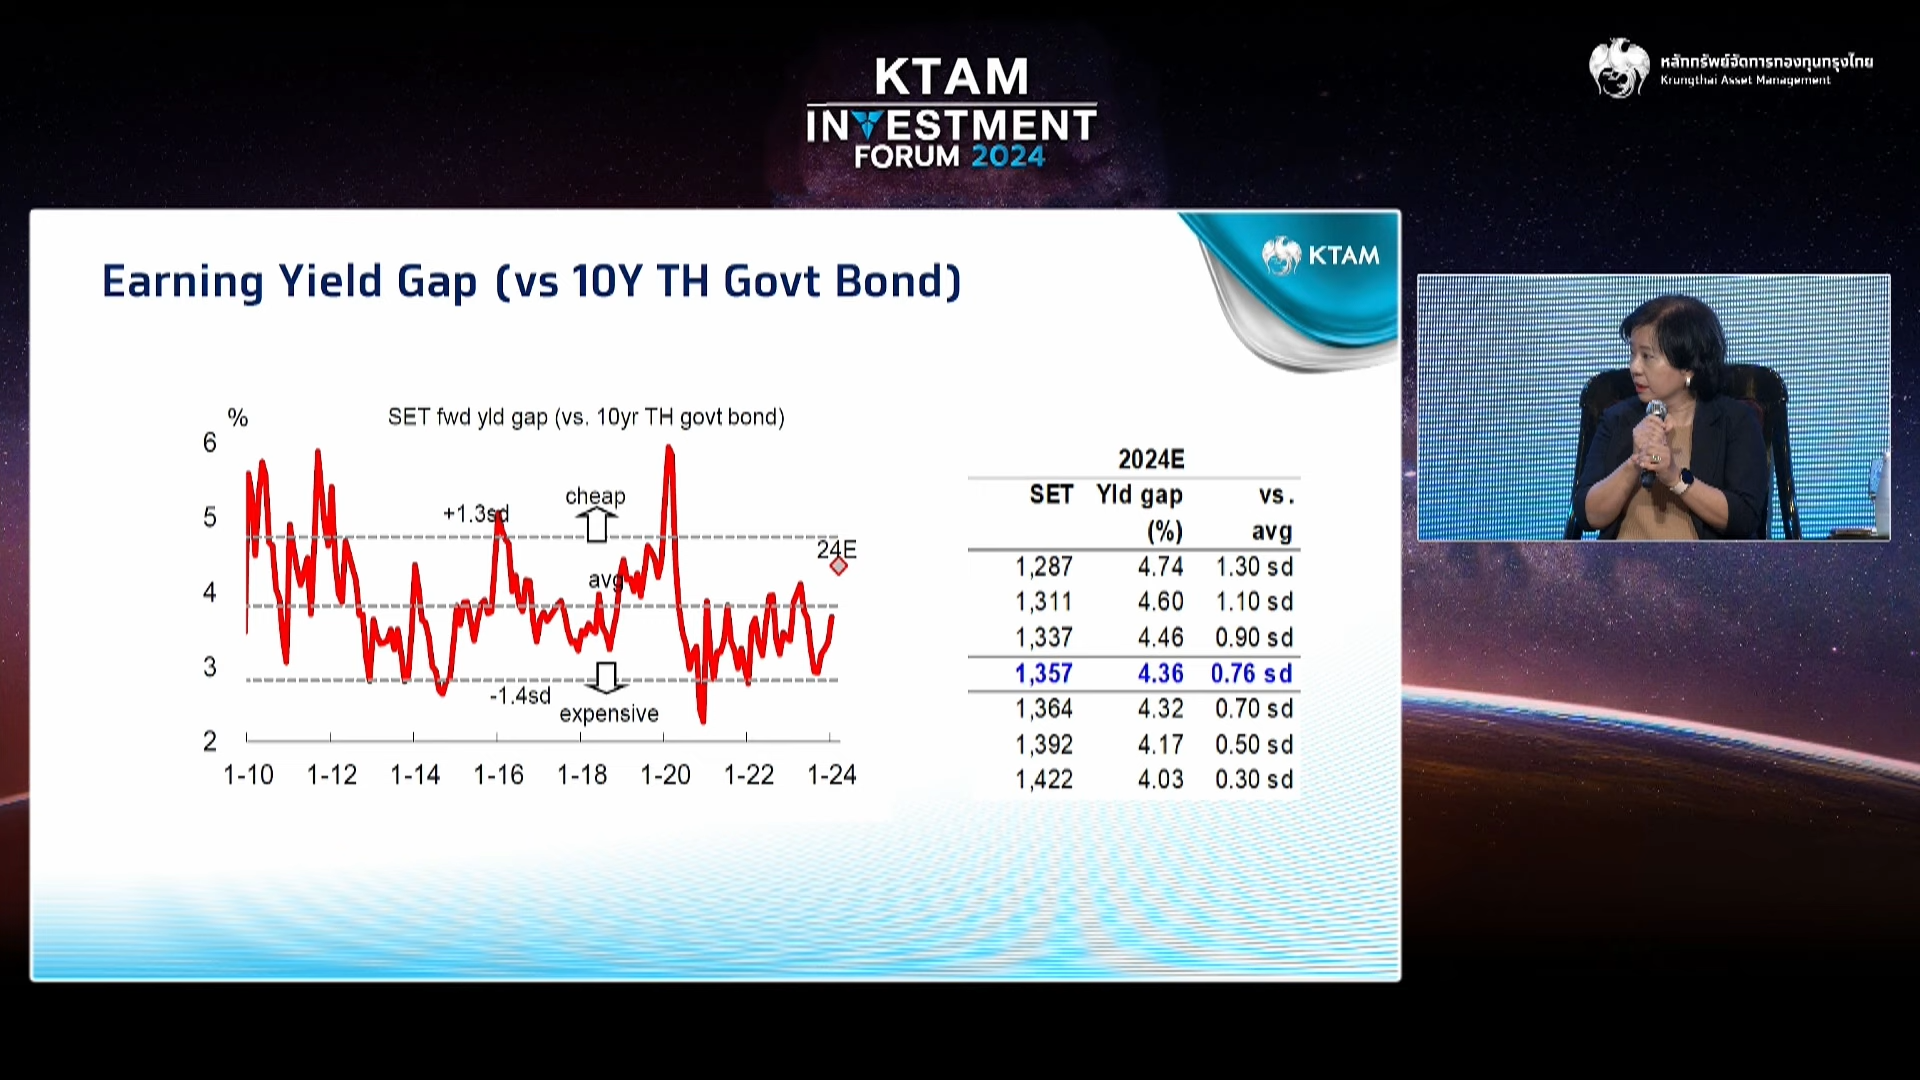 KTAM
INVESTMENT
FORUM 2024
หลักทรัพย์จัดการกองทุนกรุงไทย
Krungthai Asset Management
KTAM
Earning Yield Gap (vs 10Y TH Govt Bond)
% SET fwd yld gap (vs. 10yr TH govt bond)
6
5
4
3
2
+1.3sd
cheap
24E
avg
-1.4sd
expensive
1-10 1-12 1-14 1-16 1-18 1-20 1-22 1-24
2024E
SET Yld gap vs.
(%) avg
1,287 4.74 1.30 sd
1,311 4.60 1.10 sd
1,337 4.46 0.90 sd
1,357 4.36 0.76 sd
1,364 4.32 0.70 sd
1,392 4.17 0.50 sd
1,422 4.03 0.30 sd